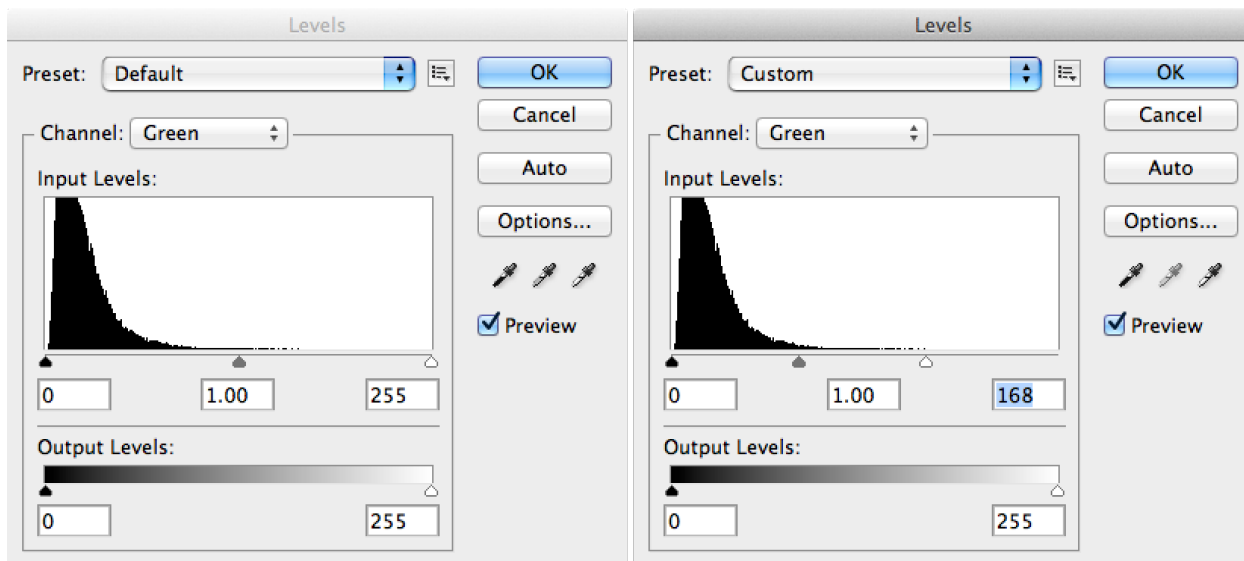 Levels
Preset: Default
OK
Cancel
Channel: Green
Auto
Input Levels:
Options...
Preview
0 1.00 255
Output Levels:
0 255
Levels
Preset: Custom
OK
Cancel
Channel: Green
Auto
Input Levels:
Options...
Preview
0 1.00 168
Output Levels:
0 255